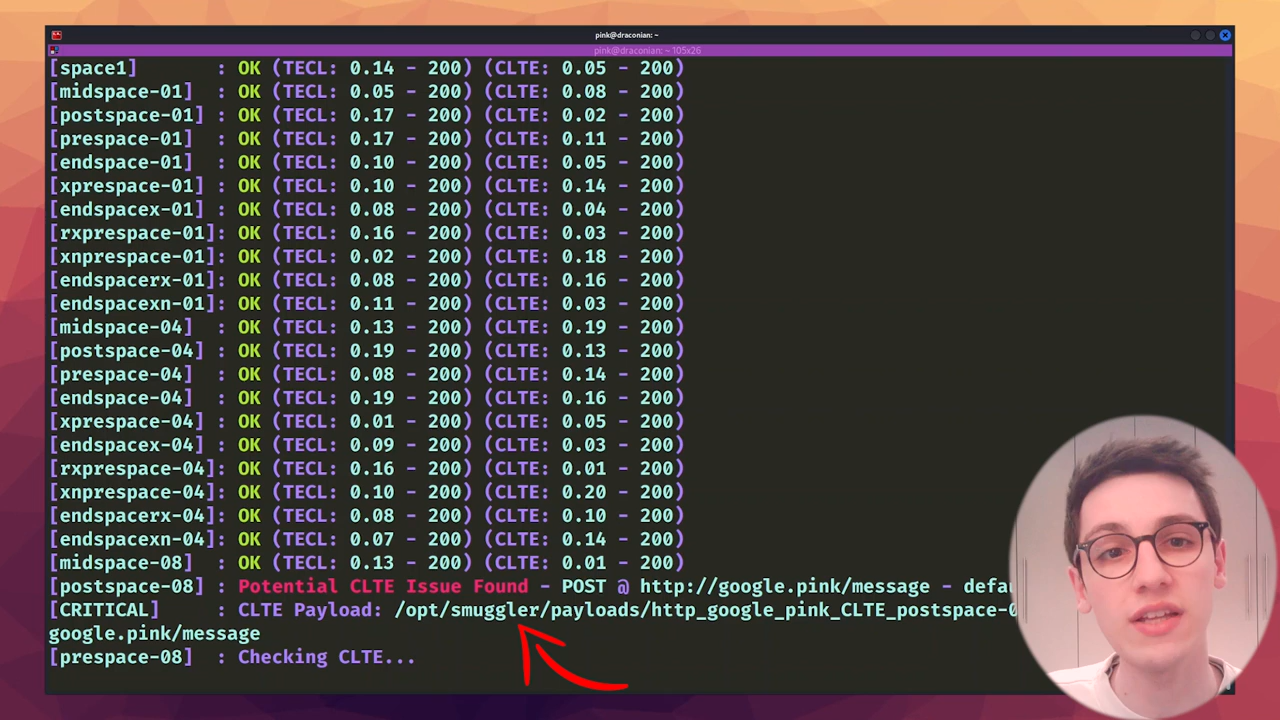 pink@draconian: ~
pink@draconian: ~ 105x26
[space1]       : OK (TECL: 0.14 - 200) (CLTE: 0.05 - 200)
[midspace-01]  : OK (TECL: 0.05 - 200) (CLTE: 0.08 - 200)
[postspace-01] : OK (TECL: 0.17 - 200) (CLTE: 0.02 - 200)
[prespace-01]  : OK (TECL: 0.17 - 200) (CLTE: 0.11 - 200)
[endspace-01]  : OK (TECL: 0.10 - 200) (CLTE: 0.05 - 200)
[xprespace-01] : OK (TECL: 0.10 - 200) (CLTE: 0.14 - 200)
[endspacex-01] : OK (TECL: 0.08 - 200) (CLTE: 0.04 - 200)
[rxprespace-01]: OK (TECL: 0.16 - 200) (CLTE: 0.03 - 200)
[xnprespace-01]: OK (TECL: 0.02 - 200) (CLTE: 0.18 - 200)
[endspacerx-01]: OK (TECL: 0.08 - 200) (CLTE: 0.16 - 200)
[endspacexn-01]: OK (TECL: 0.11 - 200) (CLTE: 0.03 - 200)
[midspace-04]  : OK (TECL: 0.13 - 200) (CLTE: 0.19 - 200)
[postspace-04] : OK (TECL: 0.19 - 200) (CLTE: 0.13 - 200)
[prespace-04]  : OK (TECL: 0.08 - 200) (CLTE: 0.14 - 200)
[endspace-04]  : OK (TECL: 0.19 - 200) (CLTE: 0.16 - 200)
[xprespace-04] : OK (TECL: 0.01 - 200) (CLTE: 0.05 - 200)
[endspacex-04] : OK (TECL: 0.09 - 200) (CLTE: 0.03 - 200)
[rxprespace-04]: OK (TECL: 0.16 - 200) (CLTE: 0.01 - 200)
[xnprespace-04]: OK (TECL: 0.10 - 200) (CLTE: 0.20 - 200)
[endspacerx-04]: OK (TECL: 0.08 - 200) (CLTE: 0.10 - 200)
[endspacexn-04]: OK (TECL: 0.07 - 200) (CLTE: 0.14 - 200)
[midspace-08]  : OK (TECL: 0.13 - 200) (CLTE: 0.01 - 200)
[postspace-08] : Potential CLTE Issue Found - POST @ http://google.pink/message - defau
[CRITICAL]     : CLTE Payload: /opt/smuggler/payloads/http_google_pink_CLTE_postspace-0
google.pink/message
[prespace-08]  : Checking CLTE...